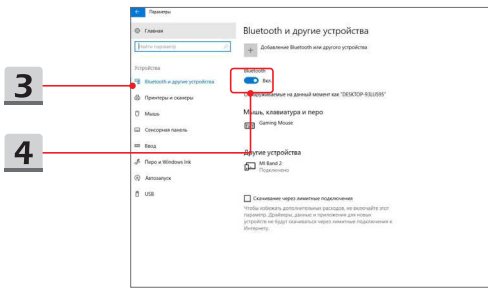 Параметры
Главная
Найти параметр
Устройства
Bluetooth и другие устройства
Принтеры и сканеры
Мышь
Сенсорная панель
Ввод
Перо и Windows Ink
Автозапуск
USB
Bluetooth и другие устройства
Добавление Bluetooth или другого устройства
Bluetooth
Вкл.
Обнаруживаемые на данный момент как "DESKTOP-93LU595"
Мышь, клавиатура и перо
Gaming Mouse
Другие устройства
MI Band 2
Подключено
Скачивание через лимитные подключения
Чтобы избежать дополнительных расходов, не включайте этот
параметр. Драйверы, данные и приложения для новых
устройств не будут скачиваться через лимитные подключения к
Интернету.
3
4